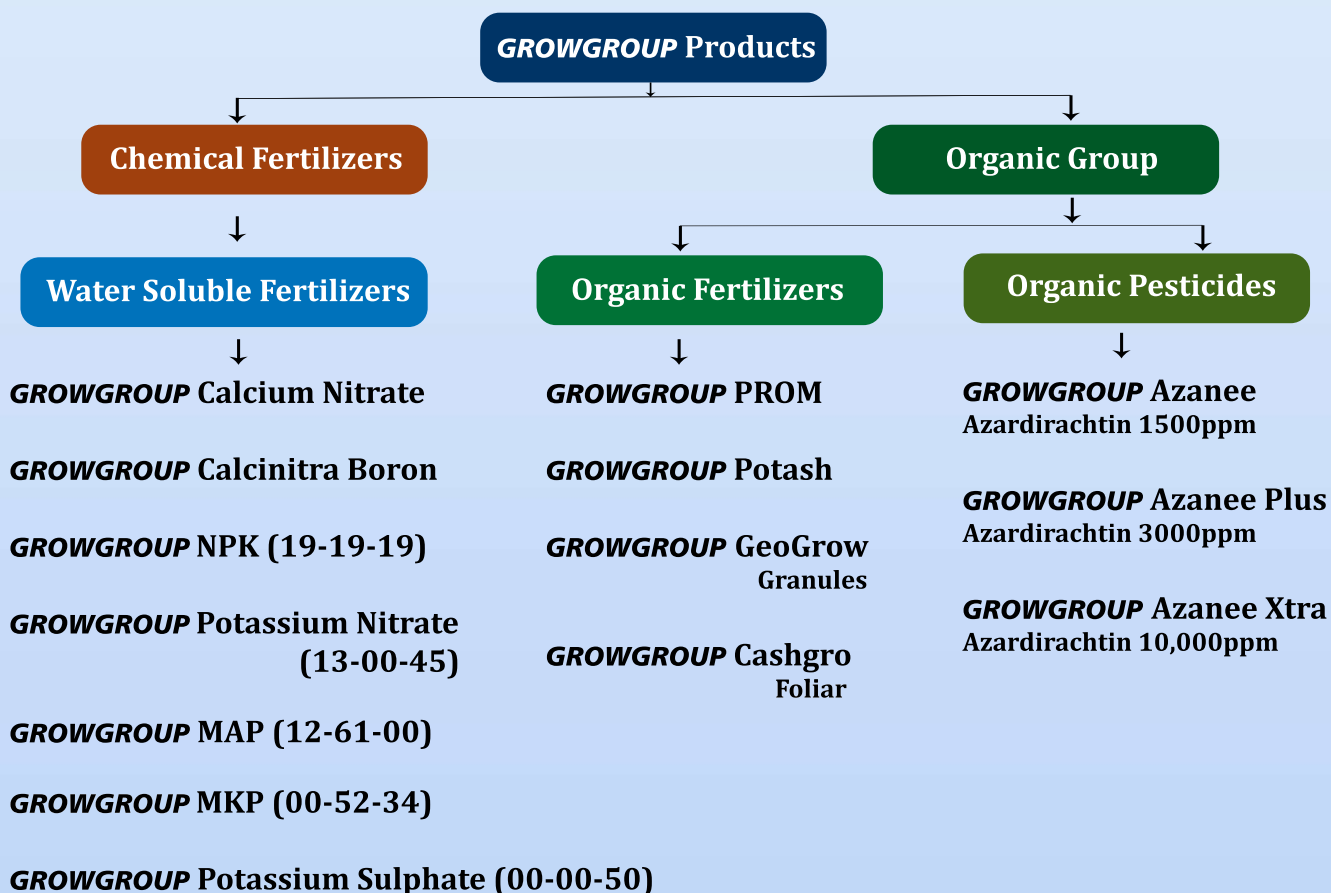 GROWGROUP Products
Chemical Fertilizers
Organic Group
Water Soluble Fertilizers
Organic Fertilizers
Organic Pesticides
GROWGROUP Calcium Nitrate
GROWGROUP Calcinitra Boron
GROWGROUP NPK (19-19-19)
GROWGROUP Potassium Nitrate
(13-00-45)
GROWGROUP MAP (12-61-00)
GROWGROUP MKP (00-52-34)
GROWGROUP Potassium Sulphate (00-00-50)
GROWGROUP PROM
GROWGROUP Potash
GROWGROUP GeoGrow
Granules
GROWGROUP Cashgro
Foliar
GROWGROUP Azanee
Azardirachtin 1500ppm
GROWGROUP Azanee Plus
Azardirachtin 3000ppm
GROWGROUP Azanee Xtra
Azardirachtin 10,000ppm